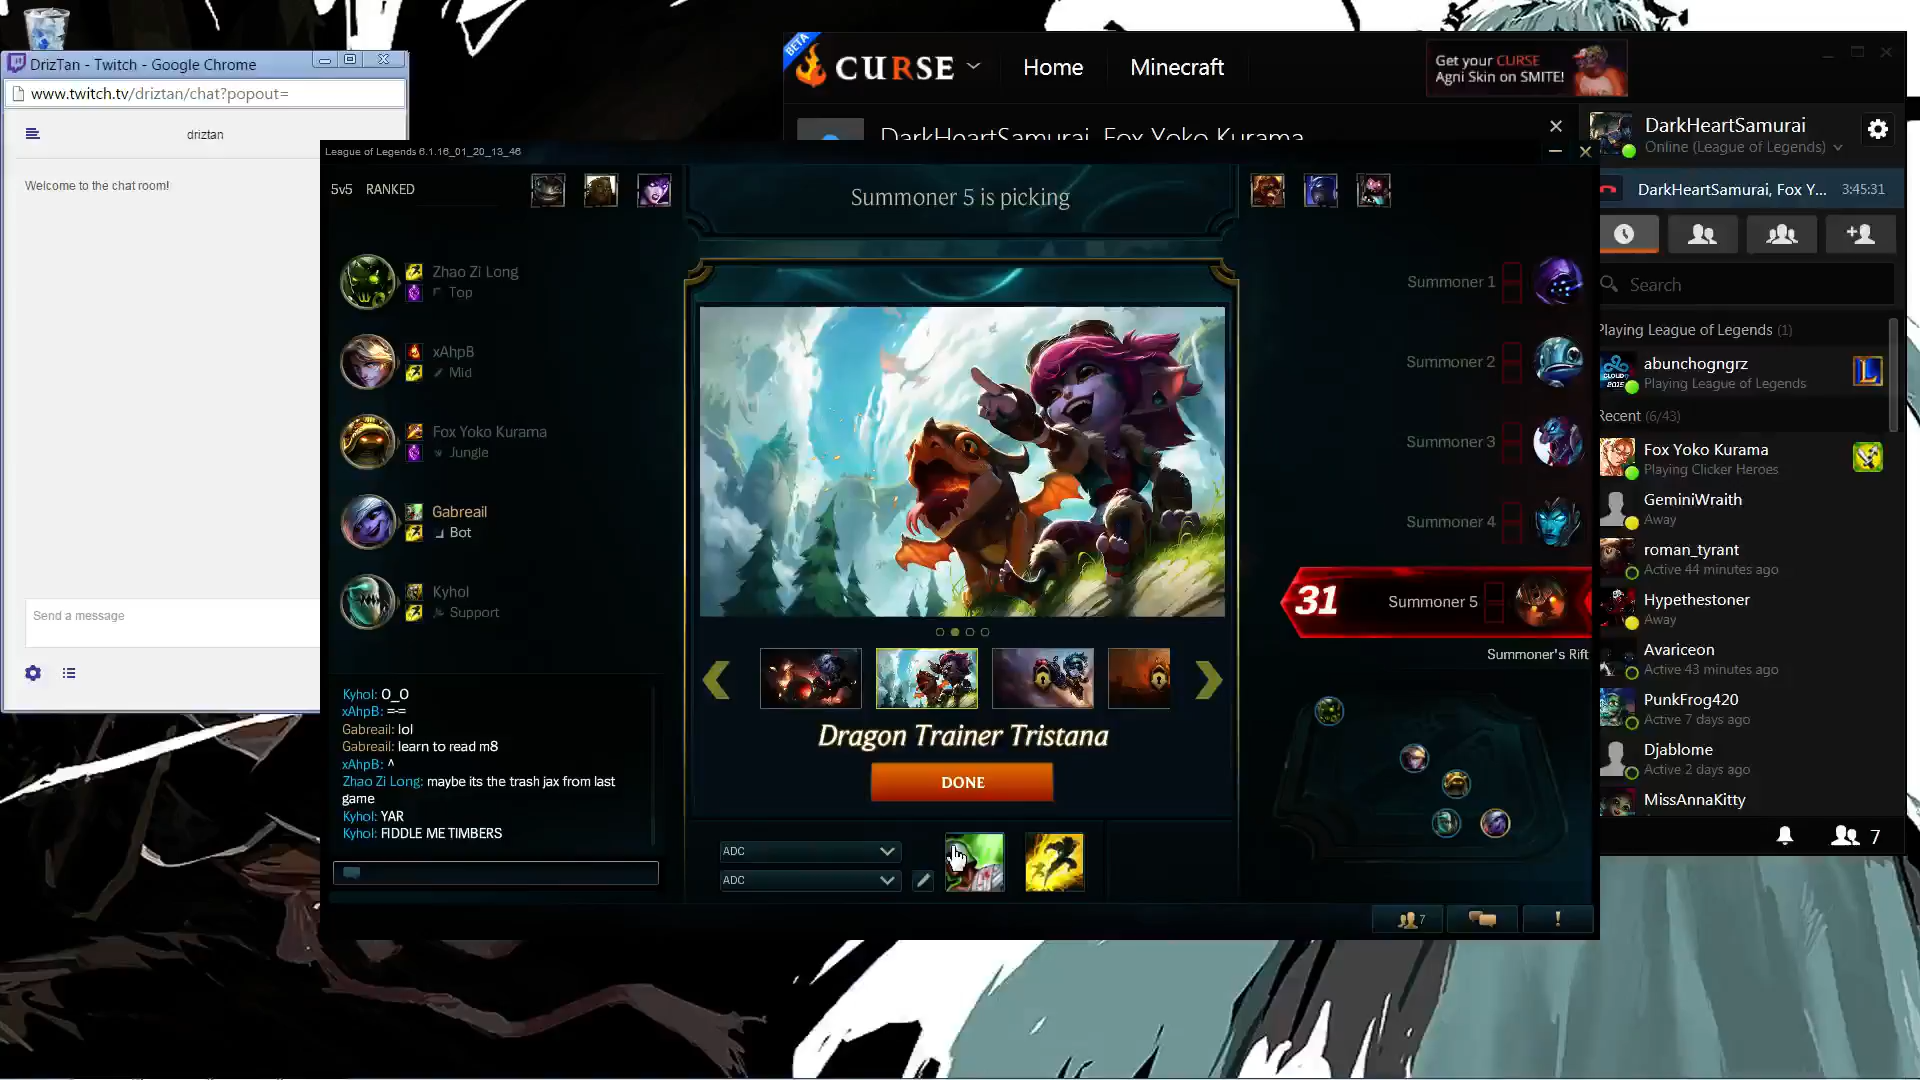 DrizTan - Twitch - Google Chrome
www.twitch.tv/driztan/chat?popout=
driztan
Welcome to the chat room!
Send a message
BETA
CURSE
Home
Minecraft
Get your CURSE
Agni Skin on SMITE!
DarkHeartSamurai, Fox Yoko Kurama
League of Legends 6.1.16_01_20_13_46
5v5 RANKED
Summoner 5 is picking
Zhao Zi Long
Top
xAhpB
Mid
Fox Yoko Kurama
Jungle
Gabreail
Bot
Kyhol
Support
Kyhol: O_O
xAhpB: =-=
Gabreail: lol
Gabreail: learn to read m8
xAhpB: ^
Zhao Zi Long: maybe its the trash jax from last
game
Kyhol: YAR
Kyhol: FIDDLE ME TIMBERS
Dragon Trainer Tristana
DONE
ADC
ADC
Summoner 1
Summoner 2
Summoner 3
Summoner 4
31
Summoner 5
Summoner's Rift
7
!
DarkHeartSamurai
Online (League of Legends)
DarkHeartSamurai, Fox Y... 3:45:31
Search
Playing League of Legends (1)
abunchogngrz
Playing League of Legends
Recent (6/43)
Fox Yoko Kurama
Playing Clicker Heroes
GeminiWraith
Away
roman_tyrant
Active 44 minutes ago
Hypethestoner
Away
Avariceon
Active 43 minutes ago
PunkFrog420
Active 7 days ago
Djablome
Active 2 days ago
MissAnnaKitty
7